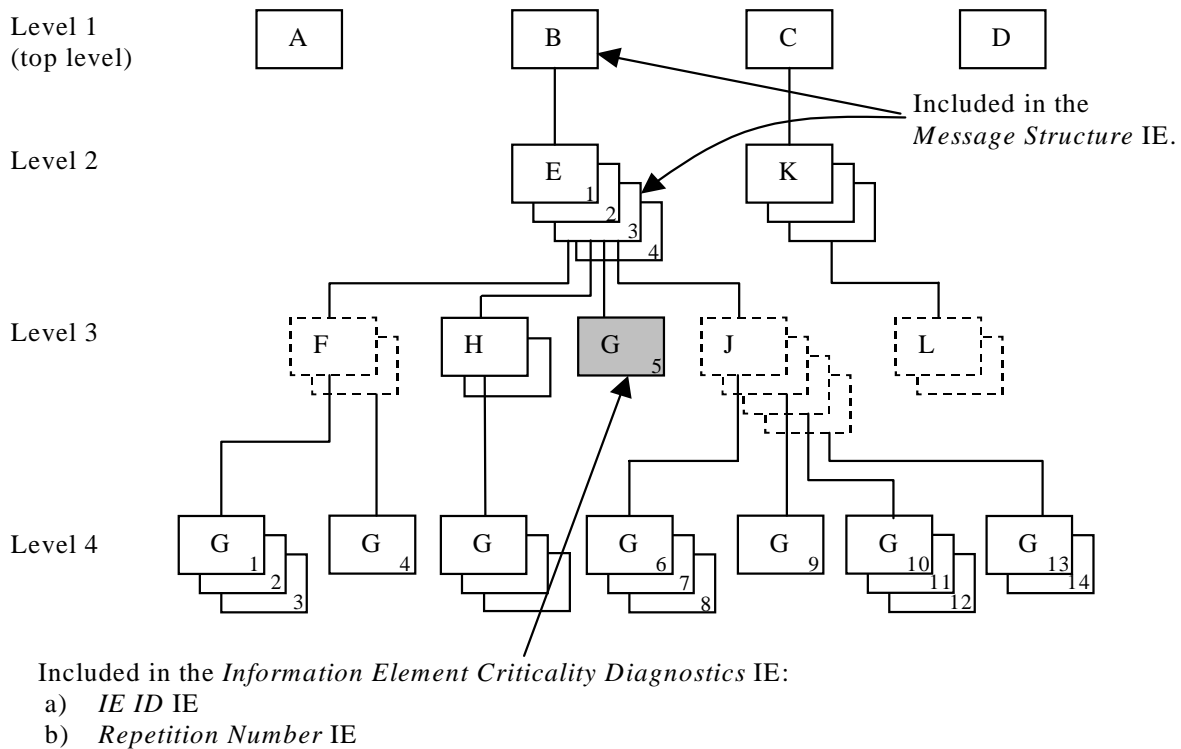 Level 1
(top level)
A
B
C
D
Included in the
Message Structure IE.
Level 2
E
1
2
3
4
K
Level 3
F
H
G
5
J
L
Level 4
G
1
2
3
G
4
G
G
6
7
8
G
9
G
10
11
12
G
13
14
Included in the Information Element Criticality Diagnostics IE:
a) IE ID IE
b) Repetition Number IE